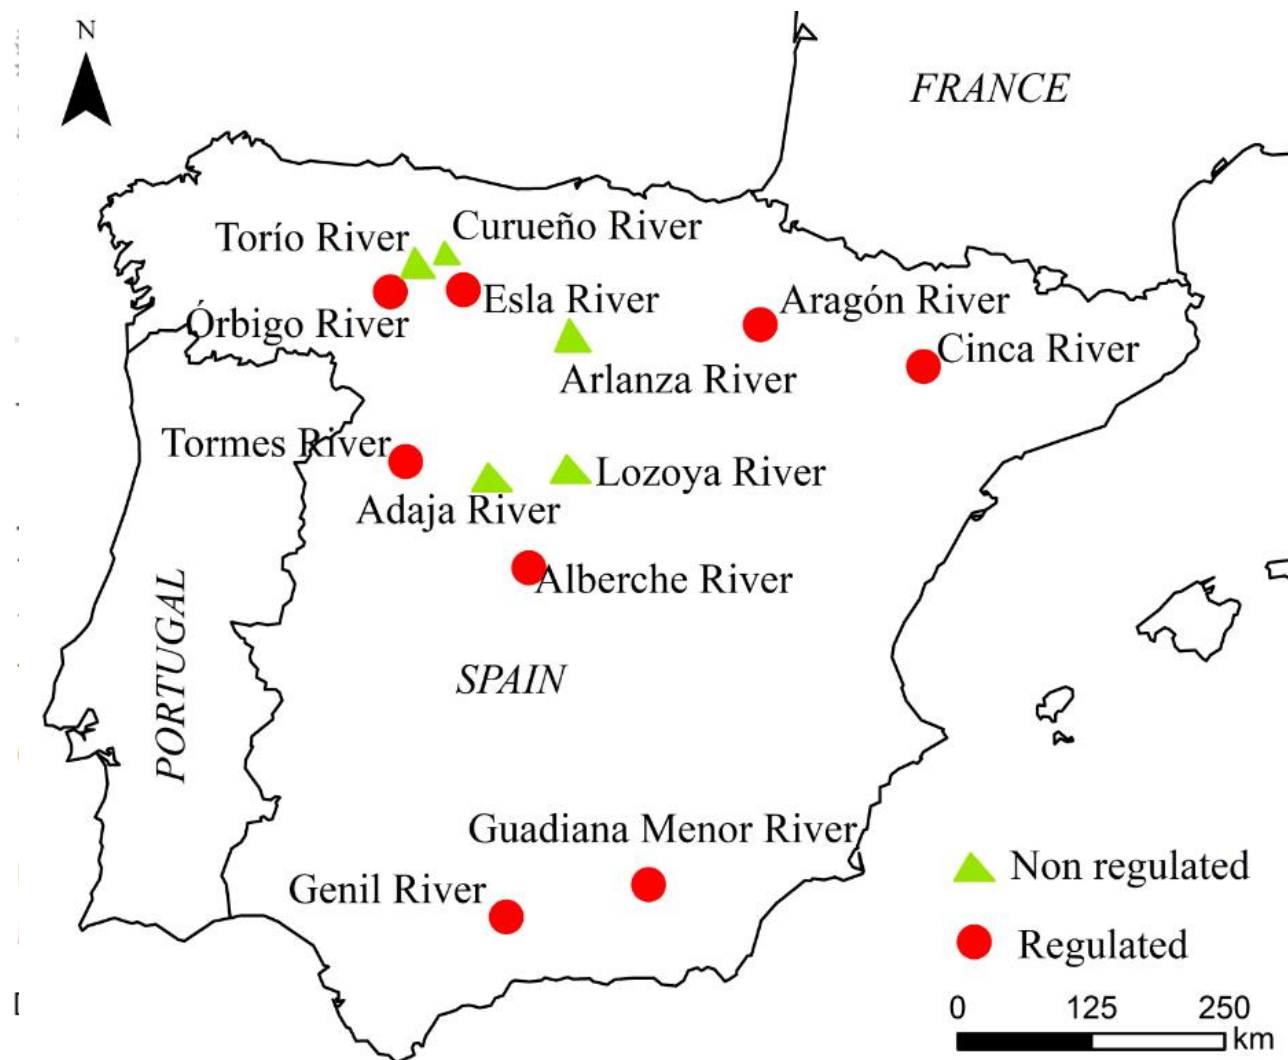 N
FRANCE
Curueño River
Torío River
Esla River
Aragón River
Órbigo River
Cinca River
Arlanza River
Tormes River
Lozoya River
Adaja River
Alberche River
PORTUGAL
SPAIN
Guadiana Menor River
Genil River
Non regulated
Regulated
0 125 250
km